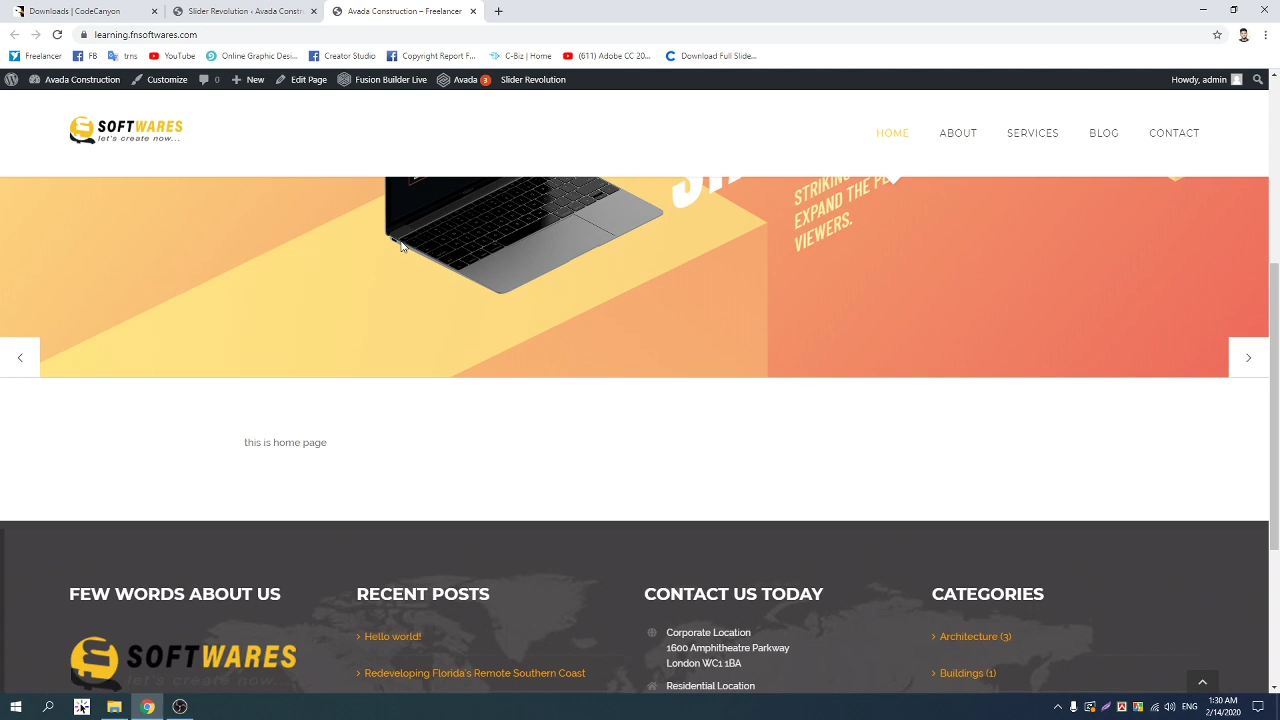 Downloads | ThemeForest
Slider Revolution
Avada Construction – Freelance
learning.fnsoftwares.com
Freelancer
FB
trns
YouTube
Online Graphic Desi...
Creator Studio
Copyright Report F...
C-Biz | Home
(611) Adobe CC 20...
Download Full Slide...
Avada Construction
Customize
0
New
Edit Page
Fusion Builder Live
Avada 3
Slider Revolution
Howdy, admin
SOFTWARES
let's create now...
HOME
ABOUT
SERVICES
BLOG
CONTACT
STRIKING
EXPAND THE
VIEWERS.
this is home page
FEW WORDS ABOUT US
SOFTWARES
let's create now...
RECENT POSTS
Hello world!
Redeveloping Florida's Remote Southern Coast
CONTACT US TODAY
Corporate Location
1600 Amphitheatre Parkway
London WC1 1BA
Residential Location
CATEGORIES
Architecture (3)
Buildings (1)
ENG
1:30 AM
2/14/2020